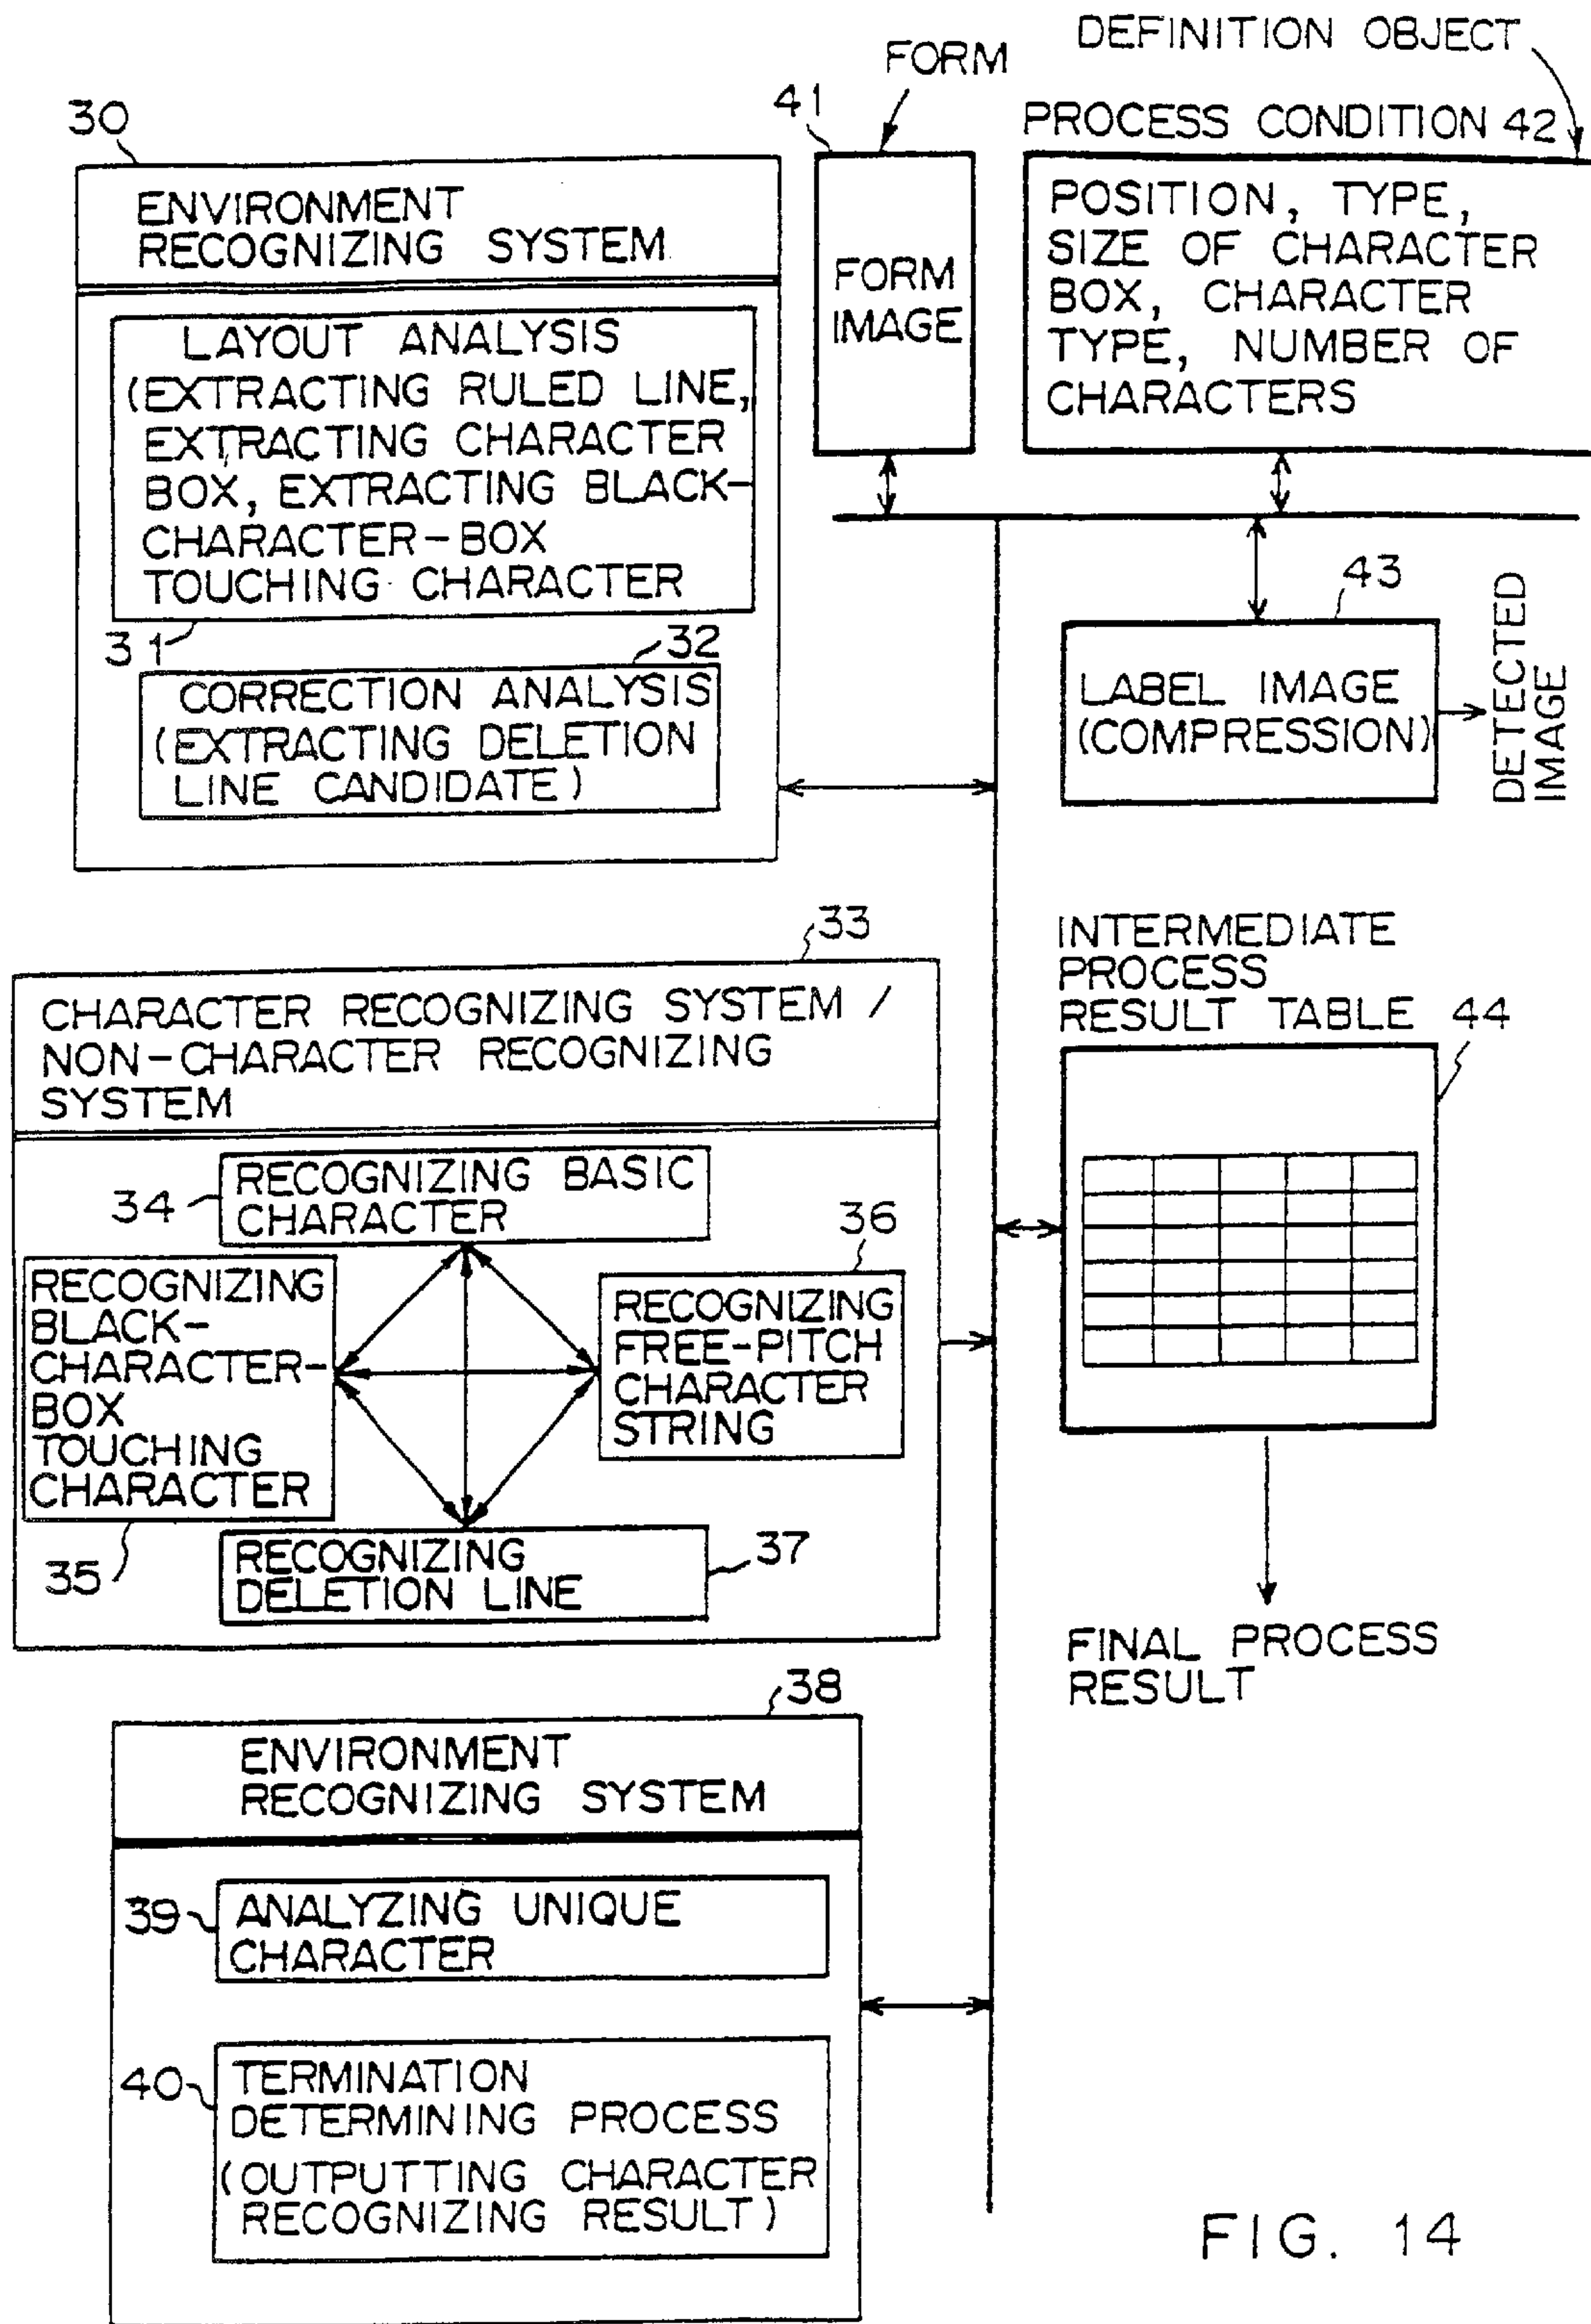 DEFINITION OBJECT
FORM
41
PROCESS CONDITION 42
30
ENVIRONMENT
RECOGNIZING SYSTEM
FORM
IMAGE
POSITION, TYPE,
SIZE OF CHARACTER
BOX, CHARACTER
TYPE, NUMBER OF
CHARACTERS
LAYOUT ANALYSIS
(EXTRACTING RULED LINE,
EXTRACTING CHARACTER
BOX, EXTRACTING BLACK-
CHARACTER-BOX
TOUCHING CHARACTER
31
32
CORRECTION ANALYSIS
(EXTRACTING DELETION
LINE CANDIDATE)
43
LABEL IMAGE
(COMPRESSION)
DETECTED
IMAGE
33
CHARACTER RECOGNIZING SYSTEM /
NON-CHARACTER RECOGNIZING
SYSTEM
34
RECOGNIZING BASIC
CHARACTER
36
RECOGNIZING
BLACK-
CHARACTER-
BOX
TOUCHING
CHARACTER
RECOGNIZING
FREE-PITCH
CHARACTER
STRING
35
RECOGNIZING
DELETION LINE
37
INTERMEDIATE
PROCESS
RESULT TABLE 44
FINAL PROCESS
RESULT
38
ENVIRONMENT
RECOGNIZING SYSTEM
39
ANALYZING UNIQUE
CHARACTER
40
TERMINATION
DETERMINING PROCESS
(OUTPUTTING CHARACTER
RECOGNIZING RESULT)
FIG. 14